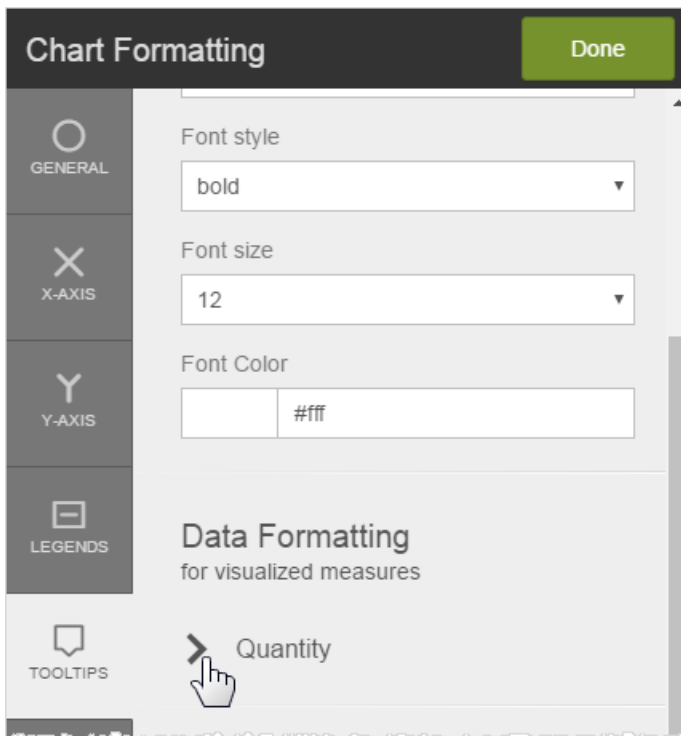 Chart Formatting
Done
GENERAL
X-AXIS
Y-AXIS
LEGENDS
TOOLTIPS
Font style
bold
Font size
12
Font Color
#fff
Data Formatting
for visualized measures
Quantity